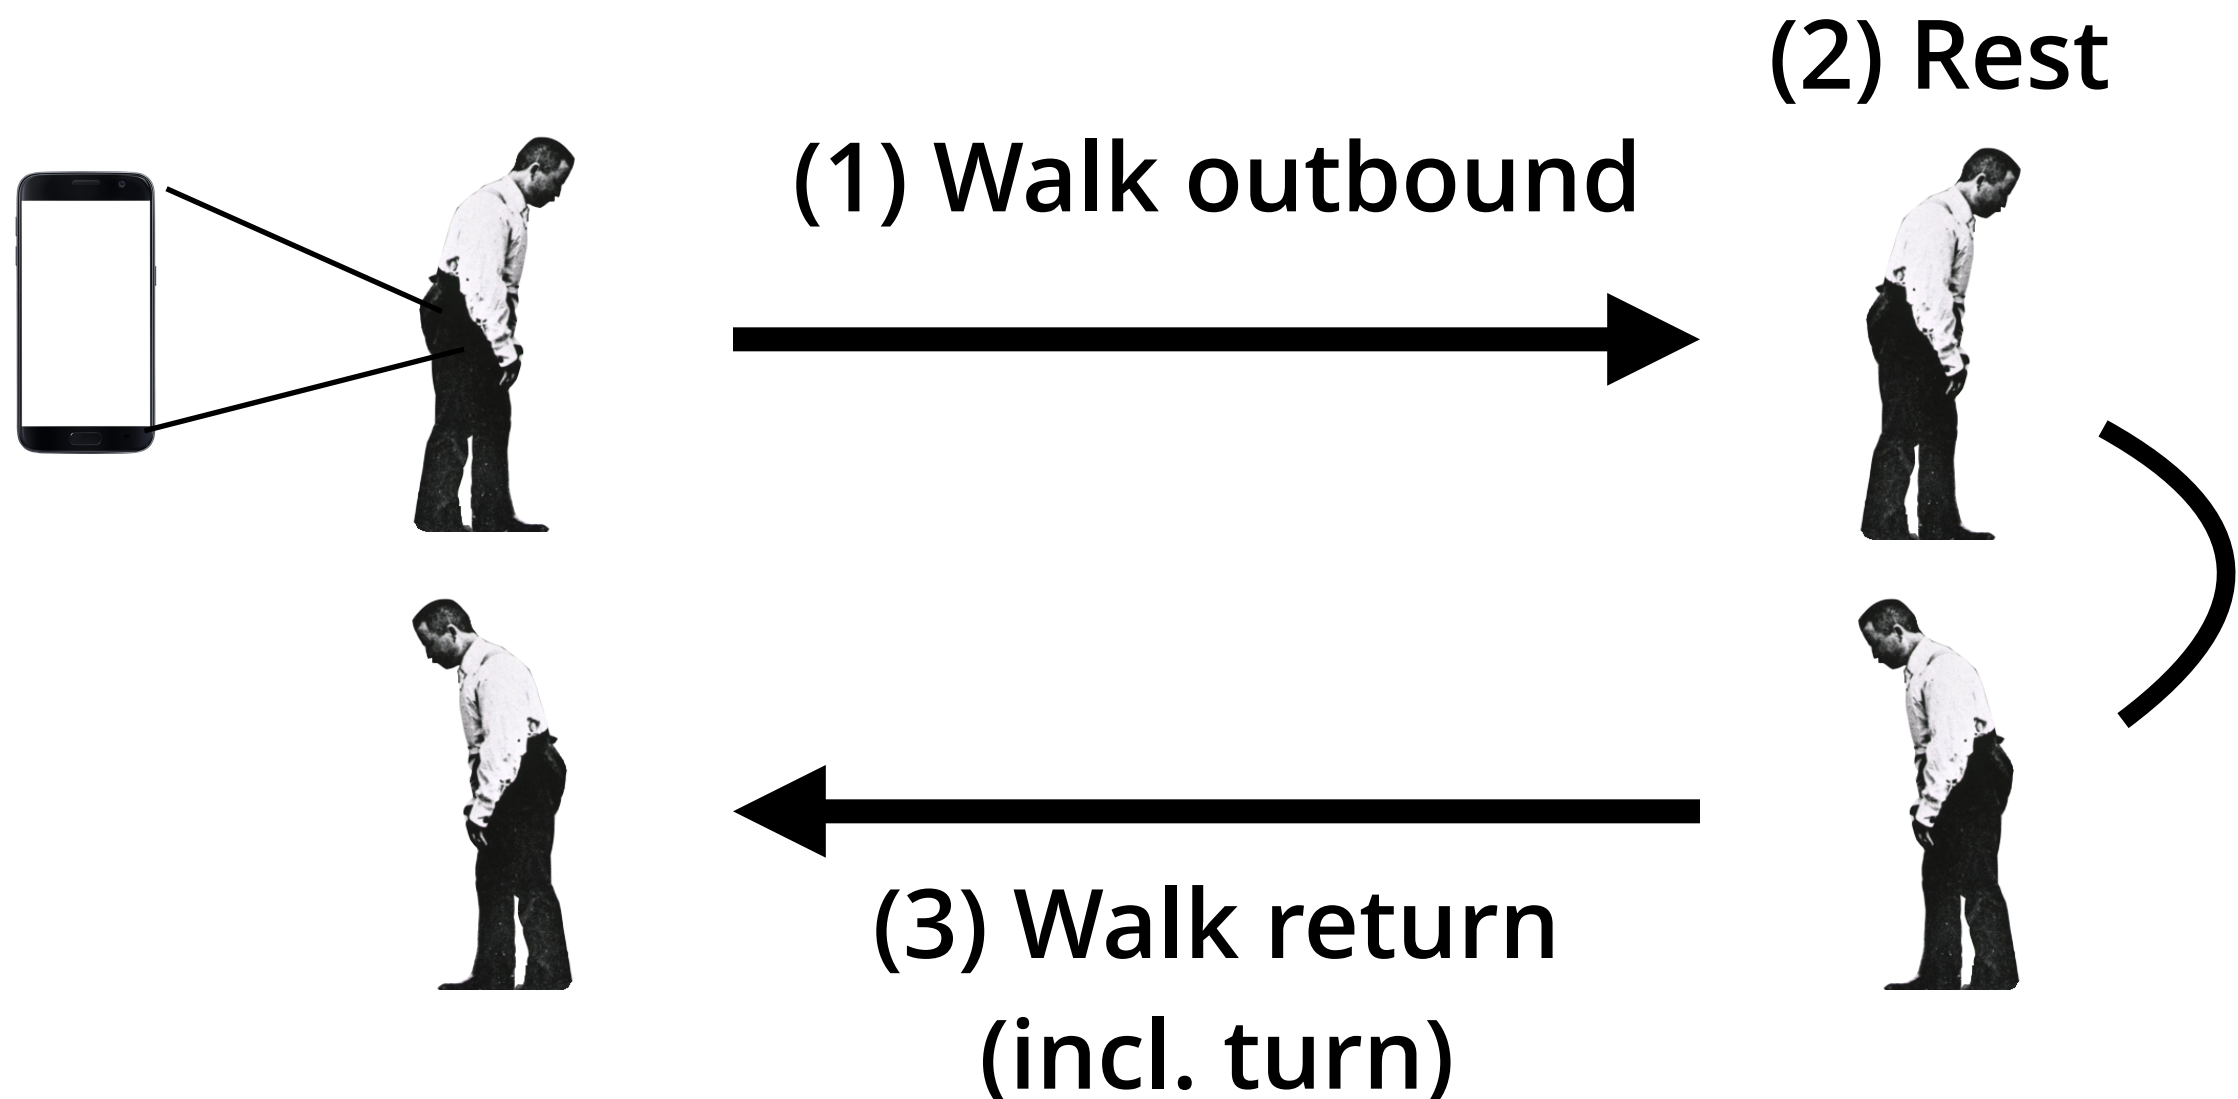 (2) Rest
(1) Walk outbound
(3) Walk return
(incl. turn)